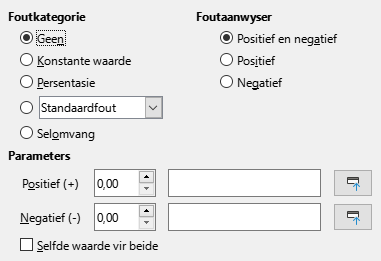 Foutkategorie
Geen
Konstante waarde
Persentasie
Standaardfout
Selomvang
Foutaanwyser
Positief en negatief
Positief
Negatief
Parameters
Positief (+) 0,00
Negatief (-) 0,00
Selfde waarde vir beide